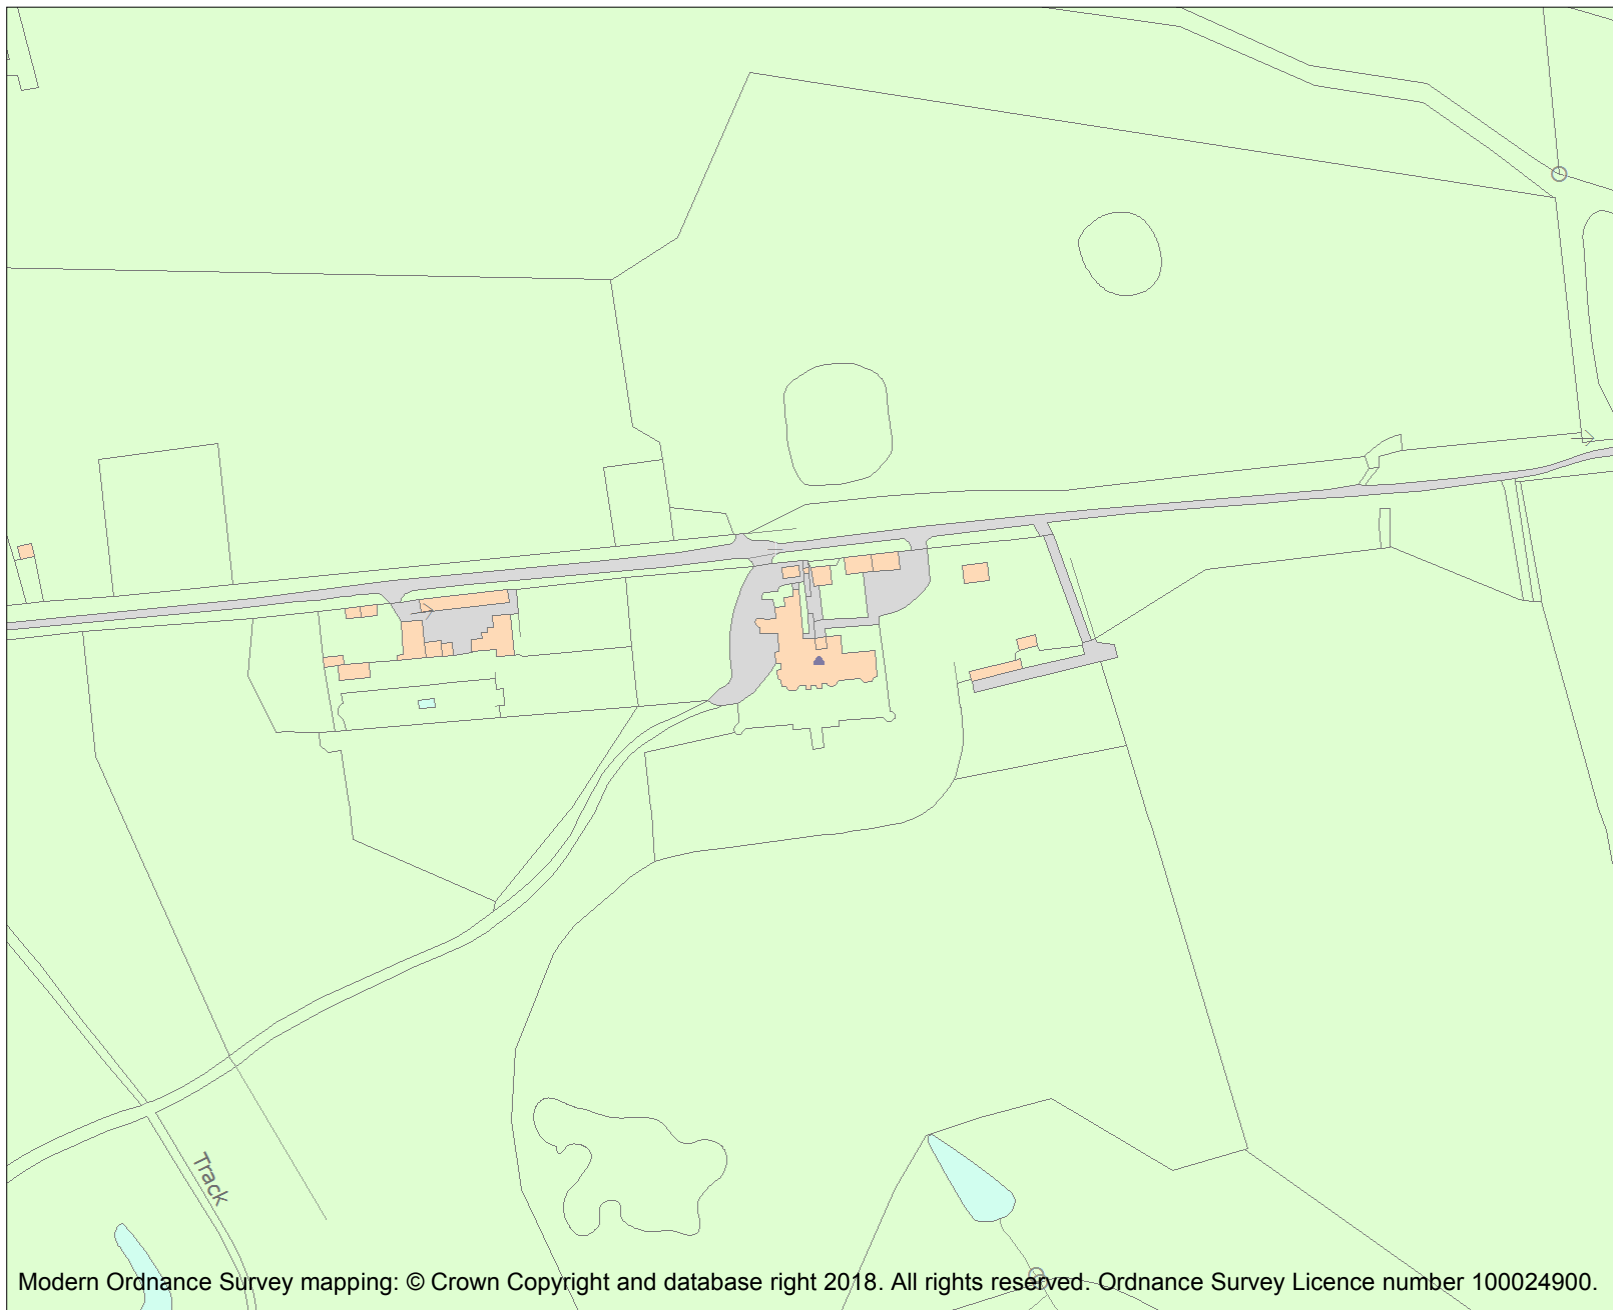 Track
Modern Ordnance Survey mapping: © Crown Copyright and database right 2018. All rights reserved. Ordnance Survey Licence number 100024900.